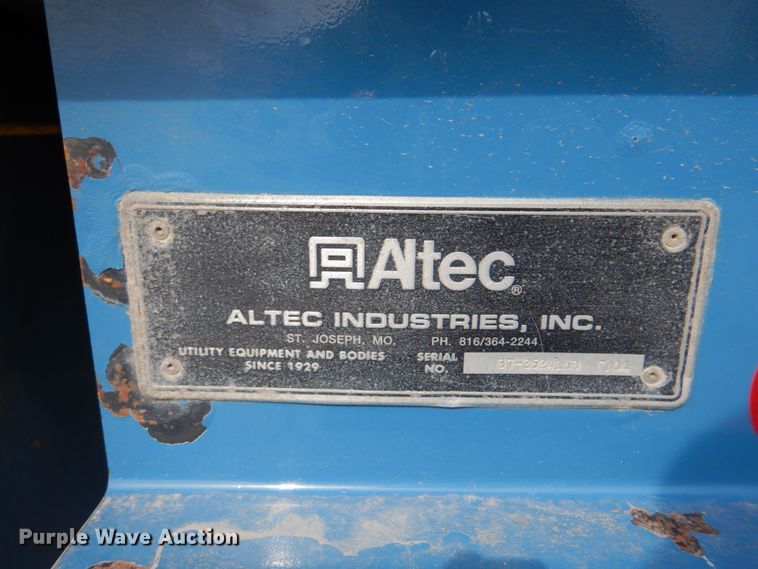 Altec®
ALTEC INDUSTRIES, INC.
ST. JOSEPH, MO. PH. 816/364-2244
UTILITY EQUIPMENT AND BODIES
SINCE 1929
SERIAL
NO.
Purple Wave Auction®